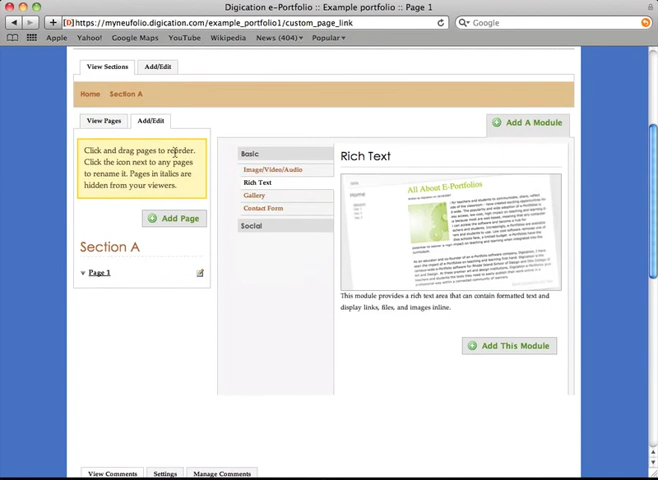 Digication e-Portfolio :: Example portfolio :: Page 1
https://myneufolio.digication.com/example_portfolio1/custom_page_link
Google
Apple Yahoo! Google Maps YouTube Wikipedia News (404) Popular
View Sections Add/Edit
Home Section A
View Pages Add/Edit
Add A Module
Click and drag pages to reorder.
Click the icon next to any pages
to rename it. Pages in italics are
hidden from your viewers.
Add Page
Section A
Page 1
Basic
Image/Video/Audio
Rich Text
Gallery
Contact Form
Social
Rich Text
All About E-Portfolios
This module provides a rich text area that can contain formatted text and
display links, files, and images inline.
Add This Module
View Comments Settings Manage Comments